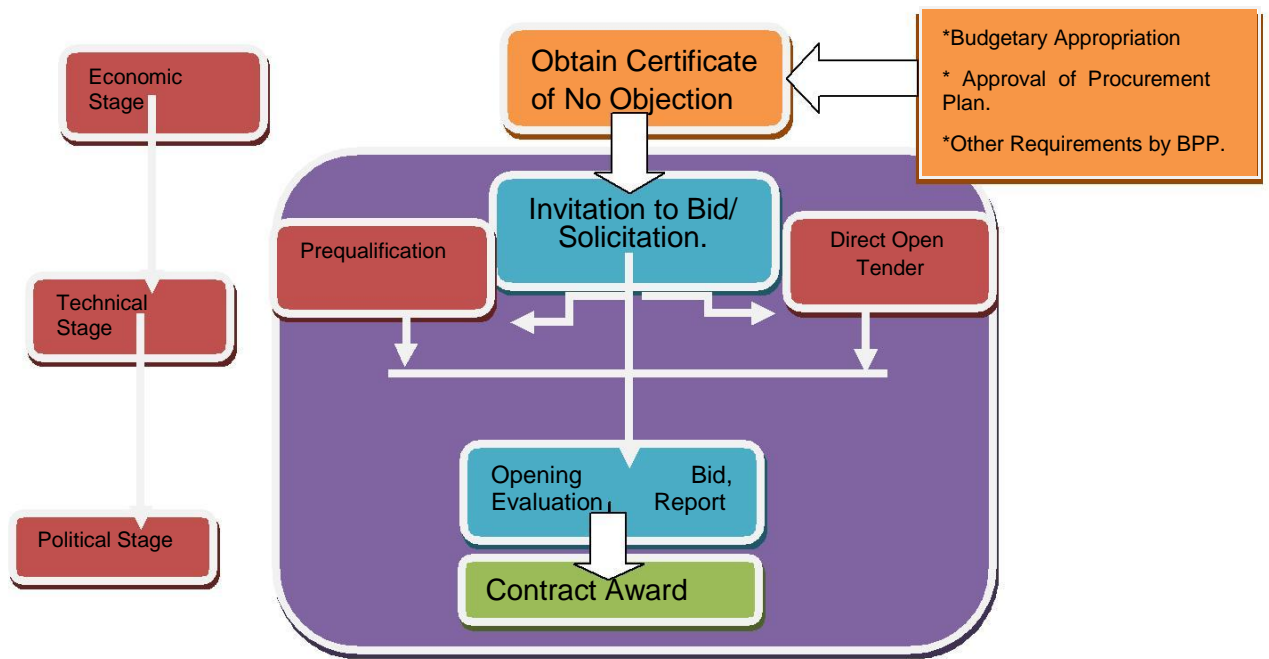 Economic
Stage
Technical
Stage
Political Stage
Obtain Certificate
of No Objection
*Budgetary Appropriation
* Approval of Procurement
Plan.
*Other Requirements by BPP.
Invitation to Bid/
Solicitation.
Prequalification
Direct Open
Tender
Opening Bid,
Evaluation, Report
Contract Award